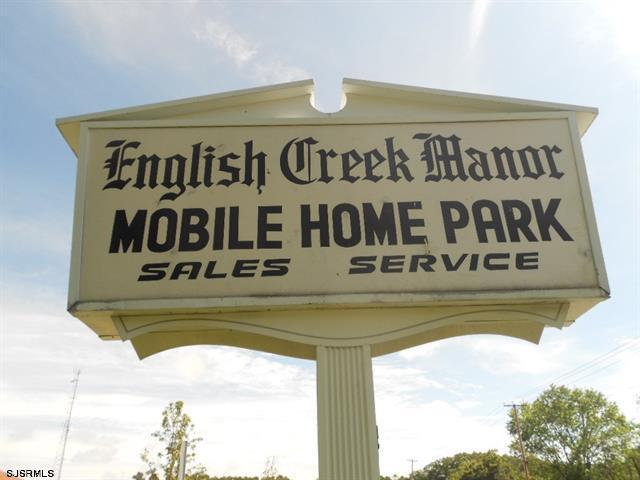 English Creek Manor
MOBILE HOME PARK
SALES SERVICE
SJSRMLS